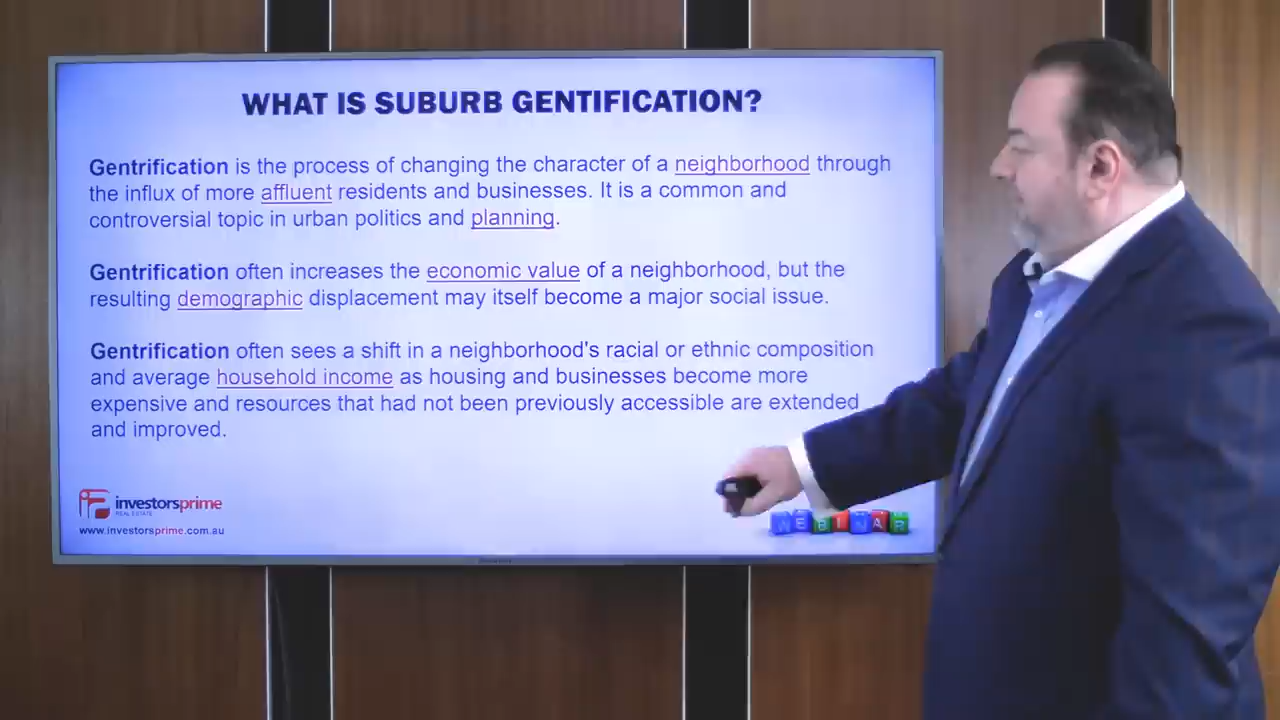 WHAT IS SUBURB GENTIFICATION?
Gentrification is the process of changing the character of a neighborhood through
the influx of more affluent residents and businesses. It is a common and
controversial topic in urban politics and planning.
Gentrification often increases the economic value of a neighborhood, but the
resulting demographic displacement may itself become a major social issue.
Gentrification often sees a shift in a neighborhood's racial or ethnic composition
and average household income as housing and businesses become more
expensive and resources that had not been previously accessible are extended
and improved.
investorsprime
REAL ESTATE
www.investorsprime.com.au
WEBINAR